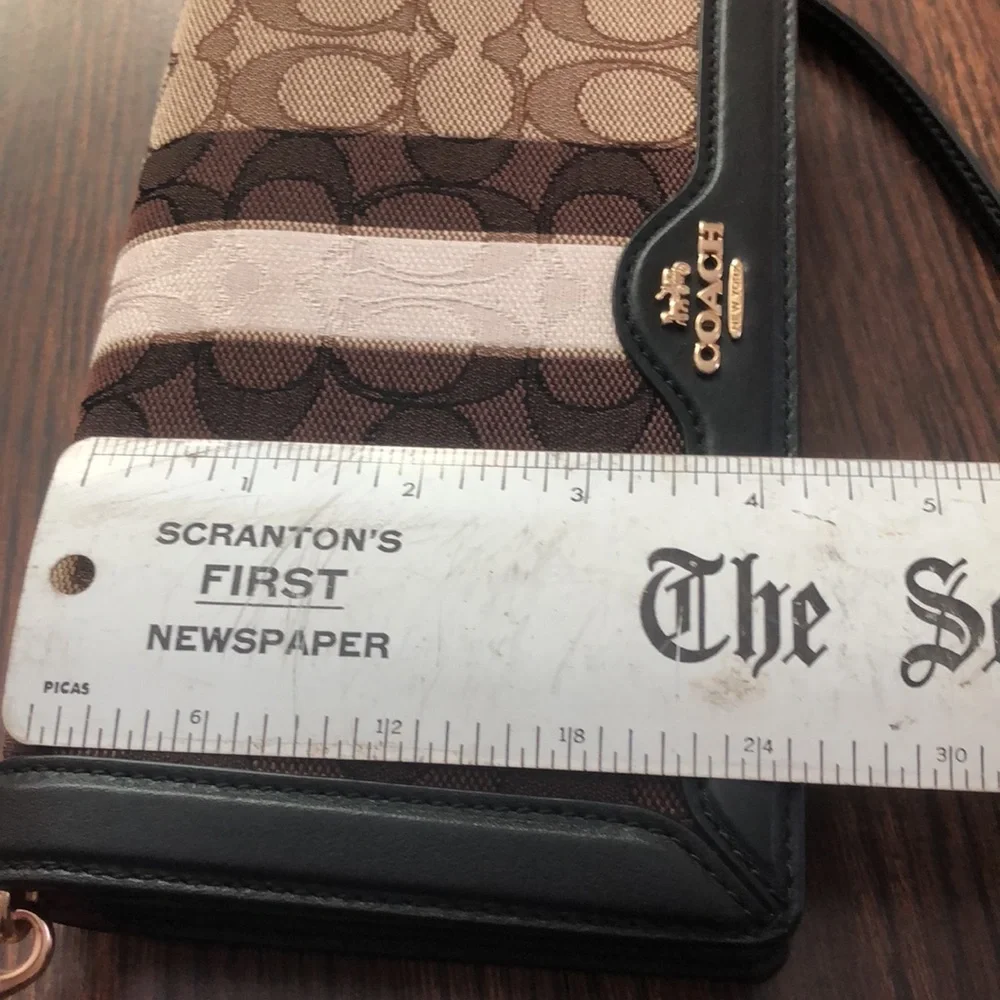 COACH
NEW YORK
1 2 3 4 5
SCRANTON'S
FIRST
NEWSPAPER
The
PICAS
6 12 18 24 30